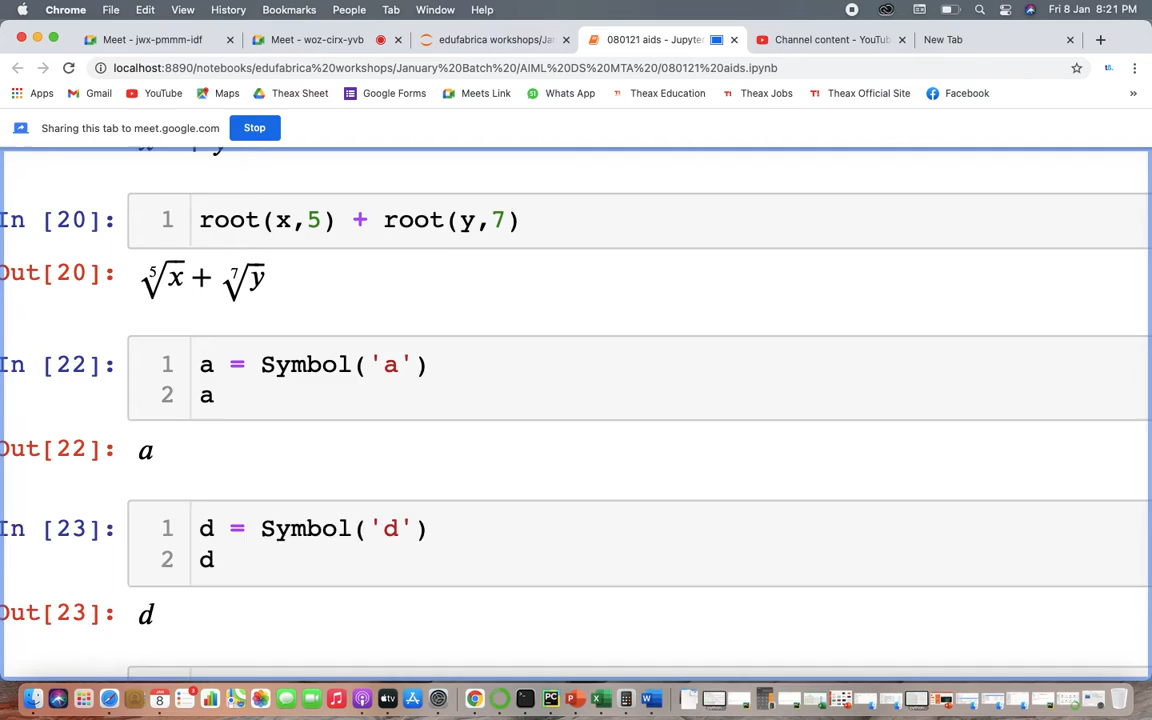 Chrome File Edit View History Bookmarks People Tab Window Help Fri 8 Jan 8:21 PM
Meet - jwx-pmmm-idf Meet - woz-cirx-yvb edufabrica workshops/Jan 080121 aids - Jupyter Channel content - YouTub New Tab
localhost:8890/notebooks/edufabrica%20workshops/January%20Batch%20/AIML%20DS%20MTA%20/080121%20aids.ipynb
Apps Gmail YouTube Maps Theax Sheet Google Forms Meets Link Whats App Theax Education Theax Jobs Theax Official Site Facebook »
Sharing this tab to meet.google.com Stop
In [20]: 1 root(x,5) + root(y,7)
Out[20]: ⁵√x + ⁷√y
In [22]: 1 a = Symbol('a')
2 a
Out[22]: a
In [23]: 1 d = Symbol('d')
2 d
Out[23]: d